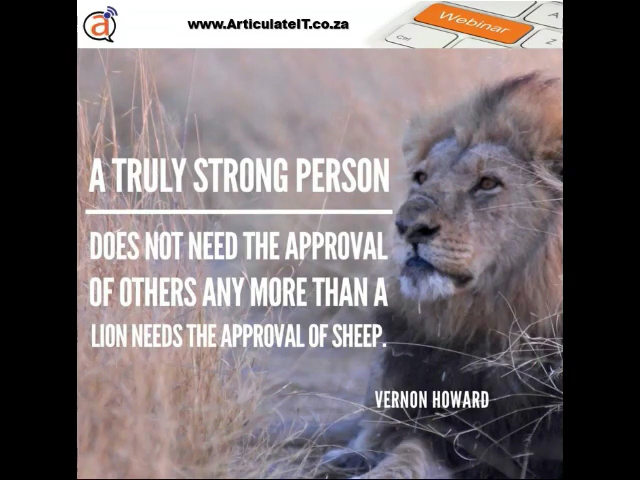 www.ArticulateIT.co.za
Webinar
A
Ctrl
Z
a
A TRULY STRONG PERSON
DOES NOT NEED THE APPROVAL
OF OTHERS ANY MORE THAN A
LION NEEDS THE APPROVAL OF SHEEP.
VERNON HOWARD